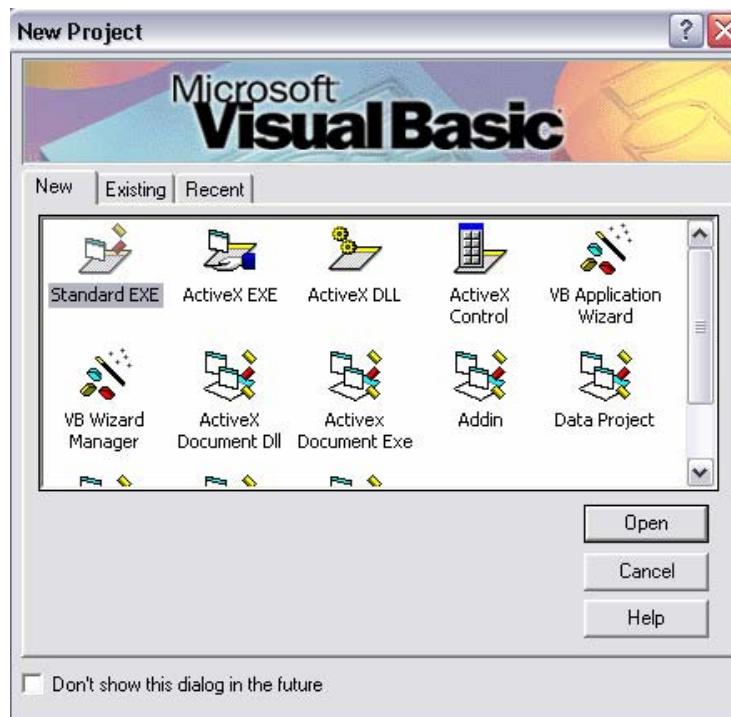 New Project
Microsoft
Visual Basic
New
Existing
Recent
Standard EXE
ActiveX EXE
ActiveX DLL
ActiveX
Control
VB Application
Wizard
VB Wizard
Manager
ActiveX
Document Dll
Activex
Document Exe
Addin
Data Project
Open
Cancel
Help
Don't show this dialog in the future